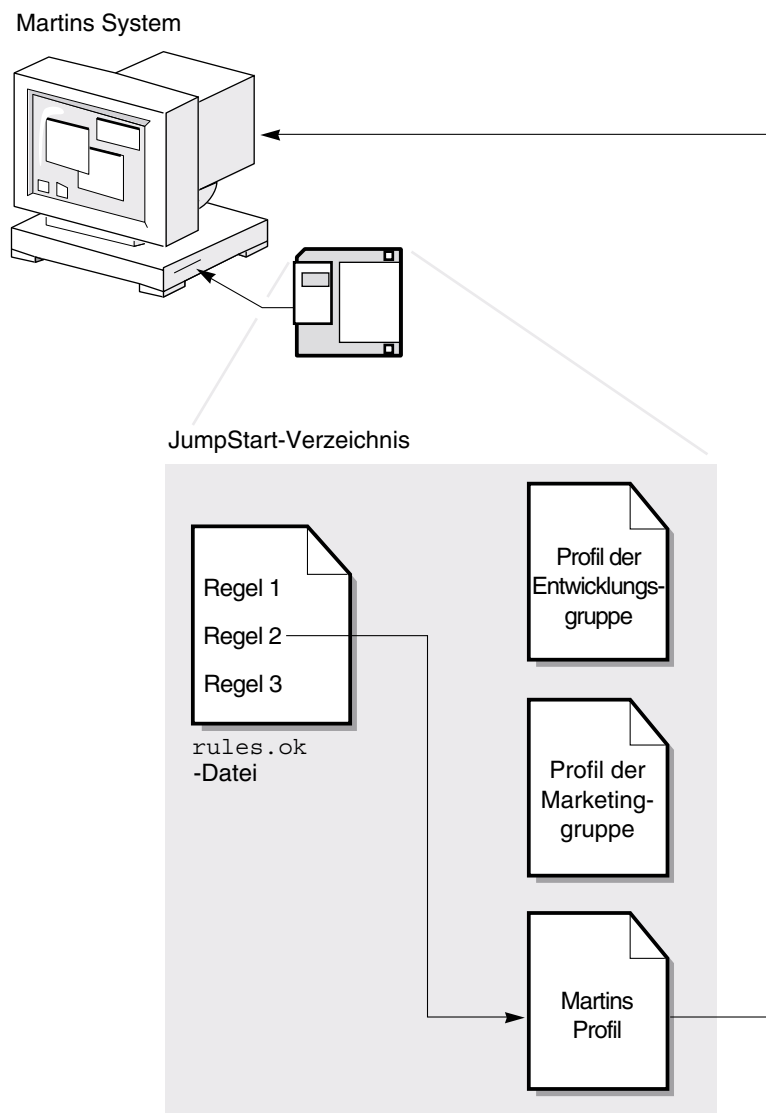 Martins System
JumpStart-Verzeichnis
Regel 1
Regel 2
Regel 3
rules.ok
-Datei
Profil der
Entwicklungs-
gruppe
Profil der
Marketing-
gruppe
Martins
Profil